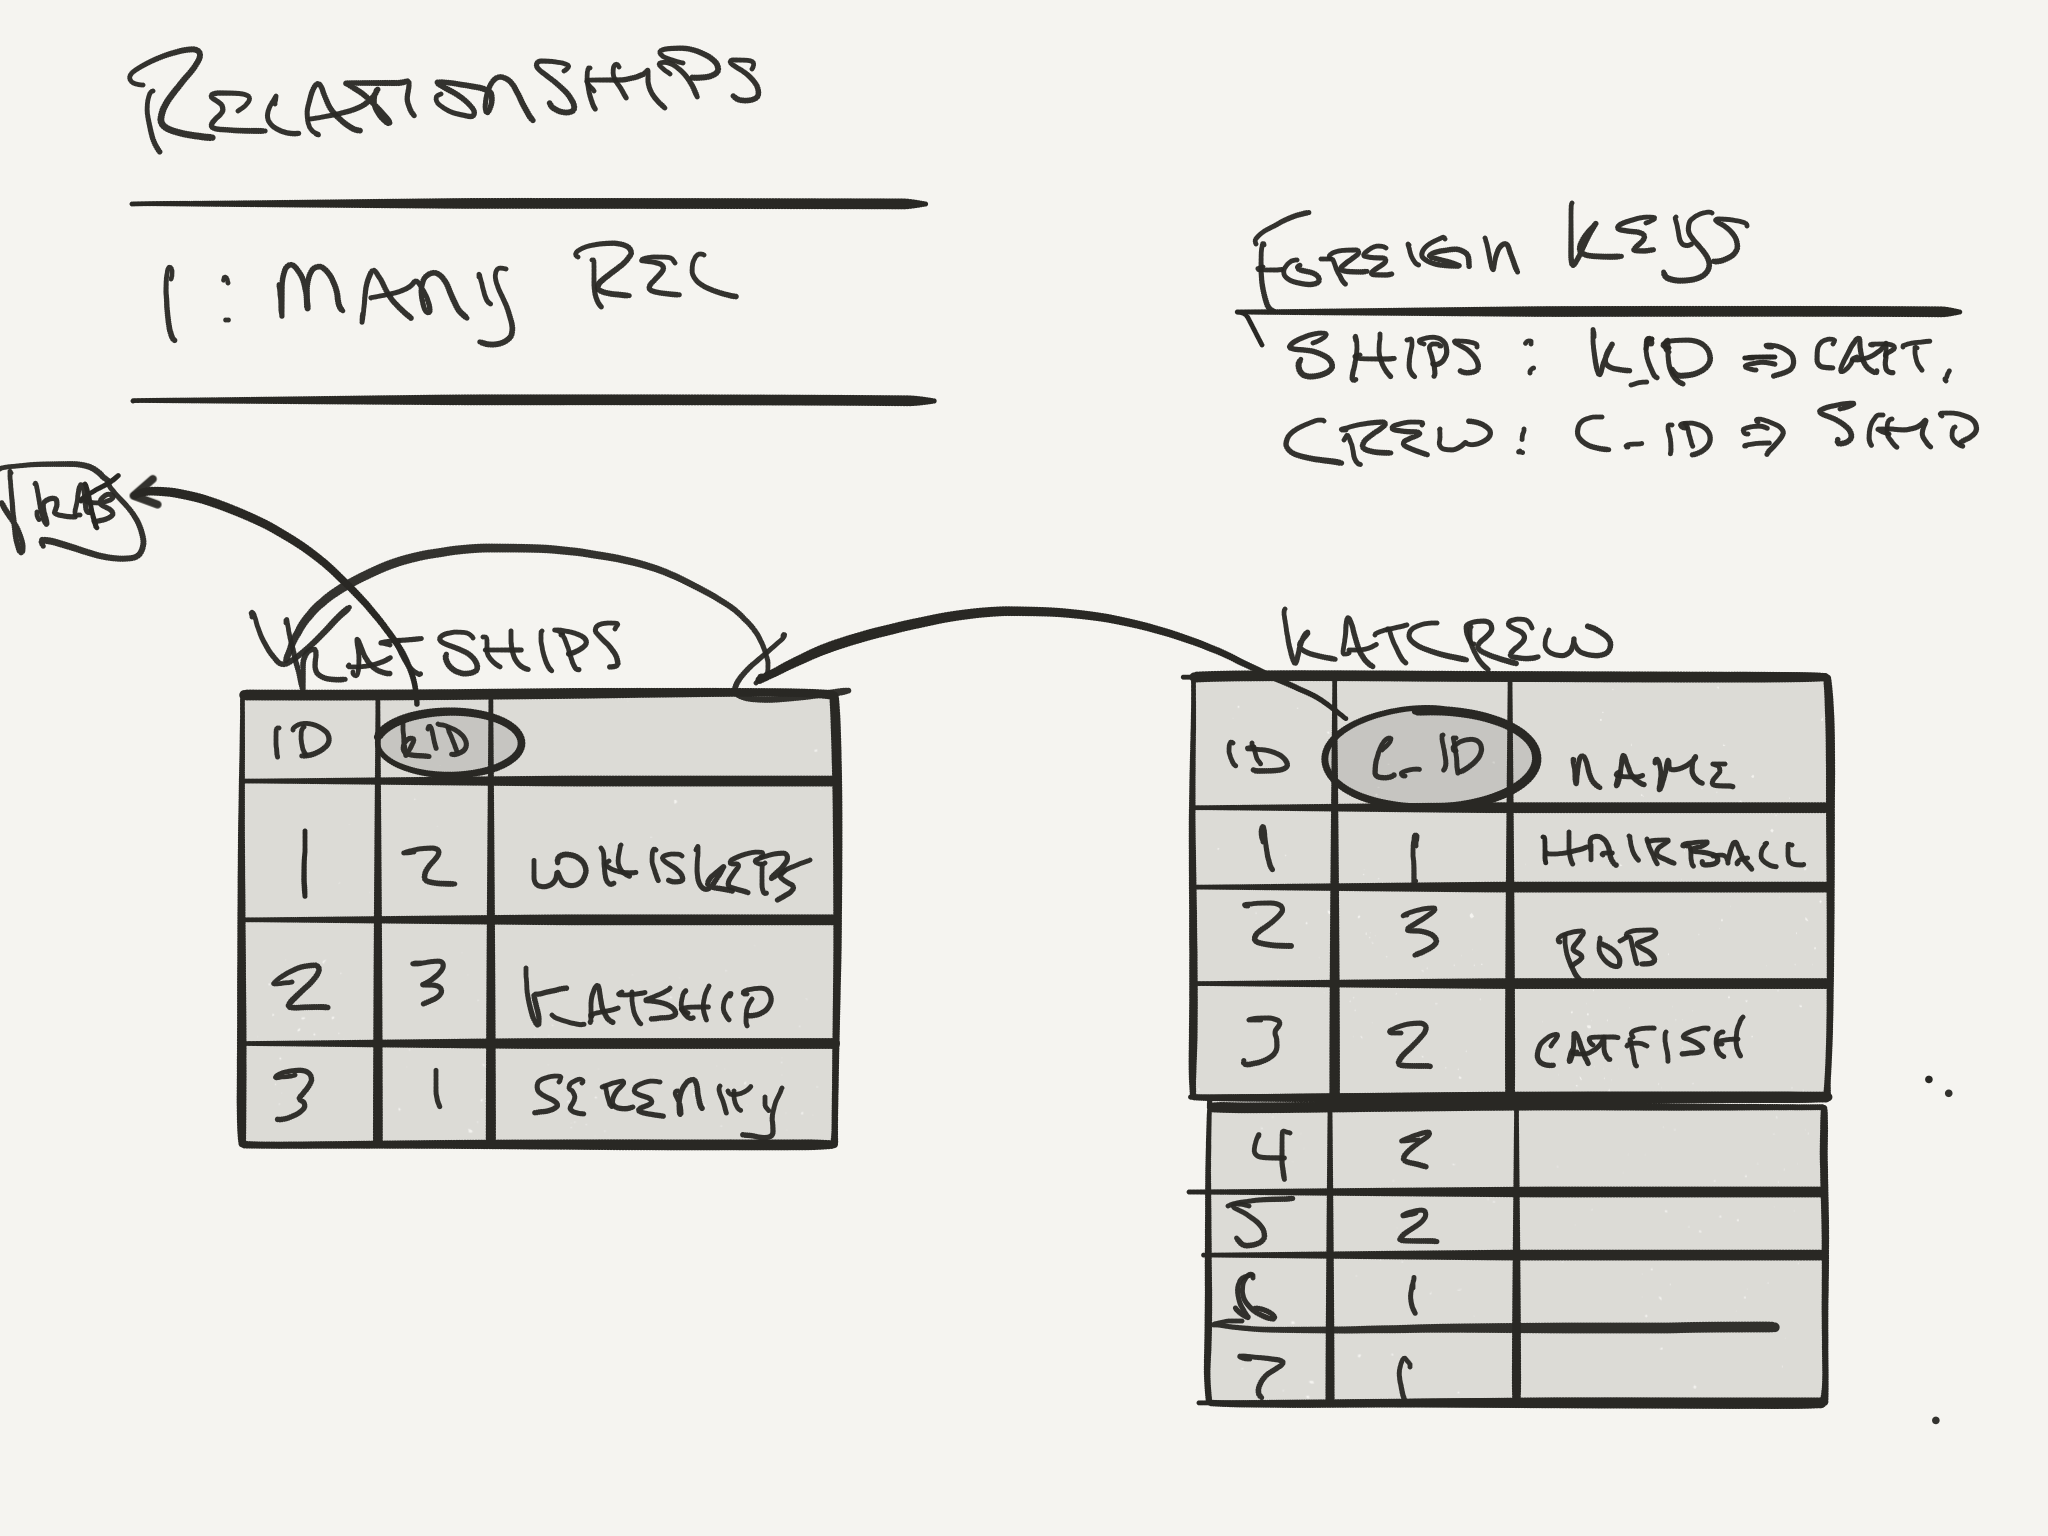 RELATIONSHIPS
1 : MANY REL
FOREIGN KEYS
SHIPS : K_ID => CAPT.
CREW : C_ID => SHIP
KATSHIPS
ID KID
1 2 WHISKERS
2 3 KATSHIP
3 1 SERENITY
KATCREW
ID C_ID NAME
1 1 HAIRBALL
2 3 BOB
3 2 CATFISH
4 2
5 2
6 1
7 1